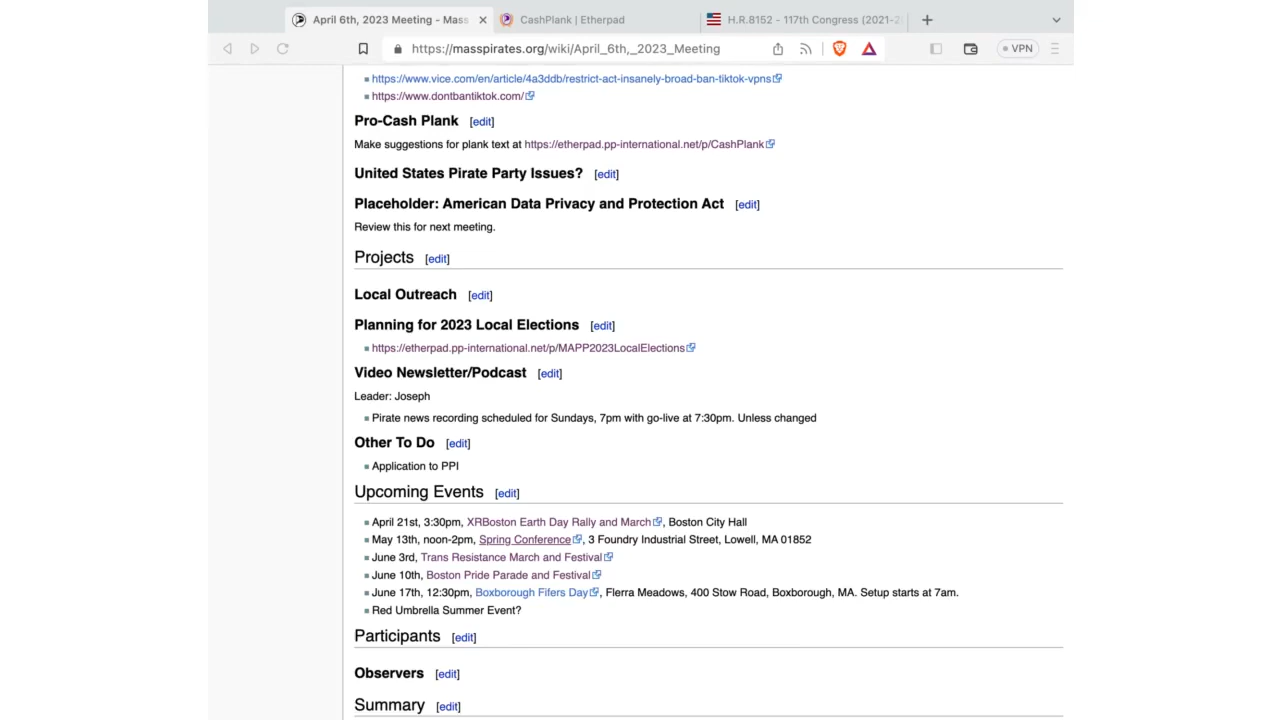 April 6th, 2023 Meeting - Mass
CashPlank | Etherpad
H.R.8152 - 117th Congress (2021-2
https://masspirates.org/wiki/April_6th,_2023_Meeting
VPN
https://www.vice.com/en/article/4a3ddb/restrict-act-insanely-broad-ban-tiktok-vpns
https://www.dontbantiktok.com/
Pro-Cash Plank [edit]
Make suggestions for plank text at https://etherpad.pp-international.net/p/CashPlank
United States Pirate Party Issues? [edit]
Placeholder: American Data Privacy and Protection Act [edit]
Review this for next meeting.
Projects [edit]
Local Outreach [edit]
Planning for 2023 Local Elections [edit]
https://etherpad.pp-international.net/p/MAPP2023LocalElections
Video Newsletter/Podcast [edit]
Leader: Joseph
Pirate news recording scheduled for Sundays, 7pm with go-live at 7:30pm. Unless changed
Other To Do [edit]
Application to PPI
Upcoming Events [edit]
April 21st, 3:30pm, XRBoston Earth Day Rally and March, Boston City Hall
May 13th, noon-2pm, Spring Conference, 3 Foundry Industrial Street, Lowell, MA 01852
June 3rd, Trans Resistance March and Festival
June 10th, Boston Pride Parade and Festival
June 17th, 12:30pm, Boxborough Fifers Day, Flerra Meadows, 400 Stow Road, Boxborough, MA. Setup starts at 7am.
Red Umbrella Summer Event?
Participants [edit]
Observers [edit]
Summary [edit]